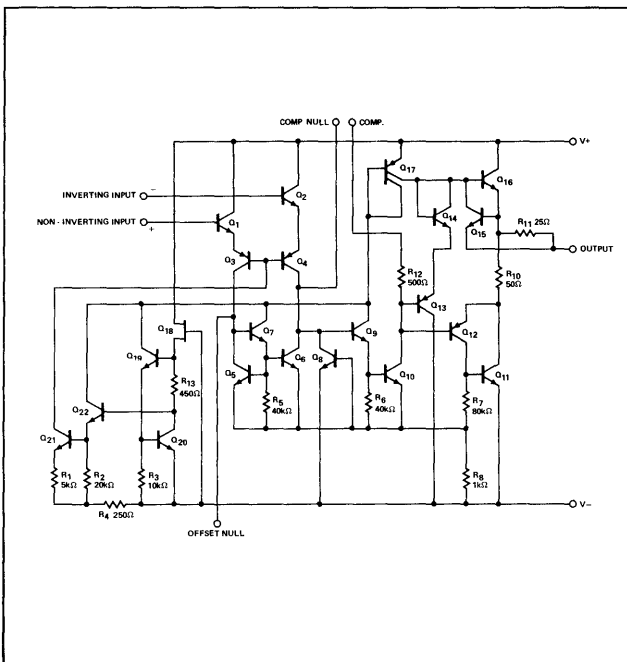 COMP NULL COMP.
V+
Q17
Q2 Q16
INVERTING INPUT −
Q1 Q14
NON-INVERTING INPUT + Q15 R11 25Ω
OUTPUT
Q3 Q4
R12 500Ω R10 50Ω
Q18 Q13
Q7 Q9 Q12
Q19 Q8
R13 450Ω Q5 Q6 Q10 Q11
Q22 R5 40kΩ R6 40kΩ R7 80kΩ
Q21 Q20
R1 5kΩ R2 20kΩ R3 10kΩ R8 1kΩ
V−
R4 250Ω
OFFSET NULL